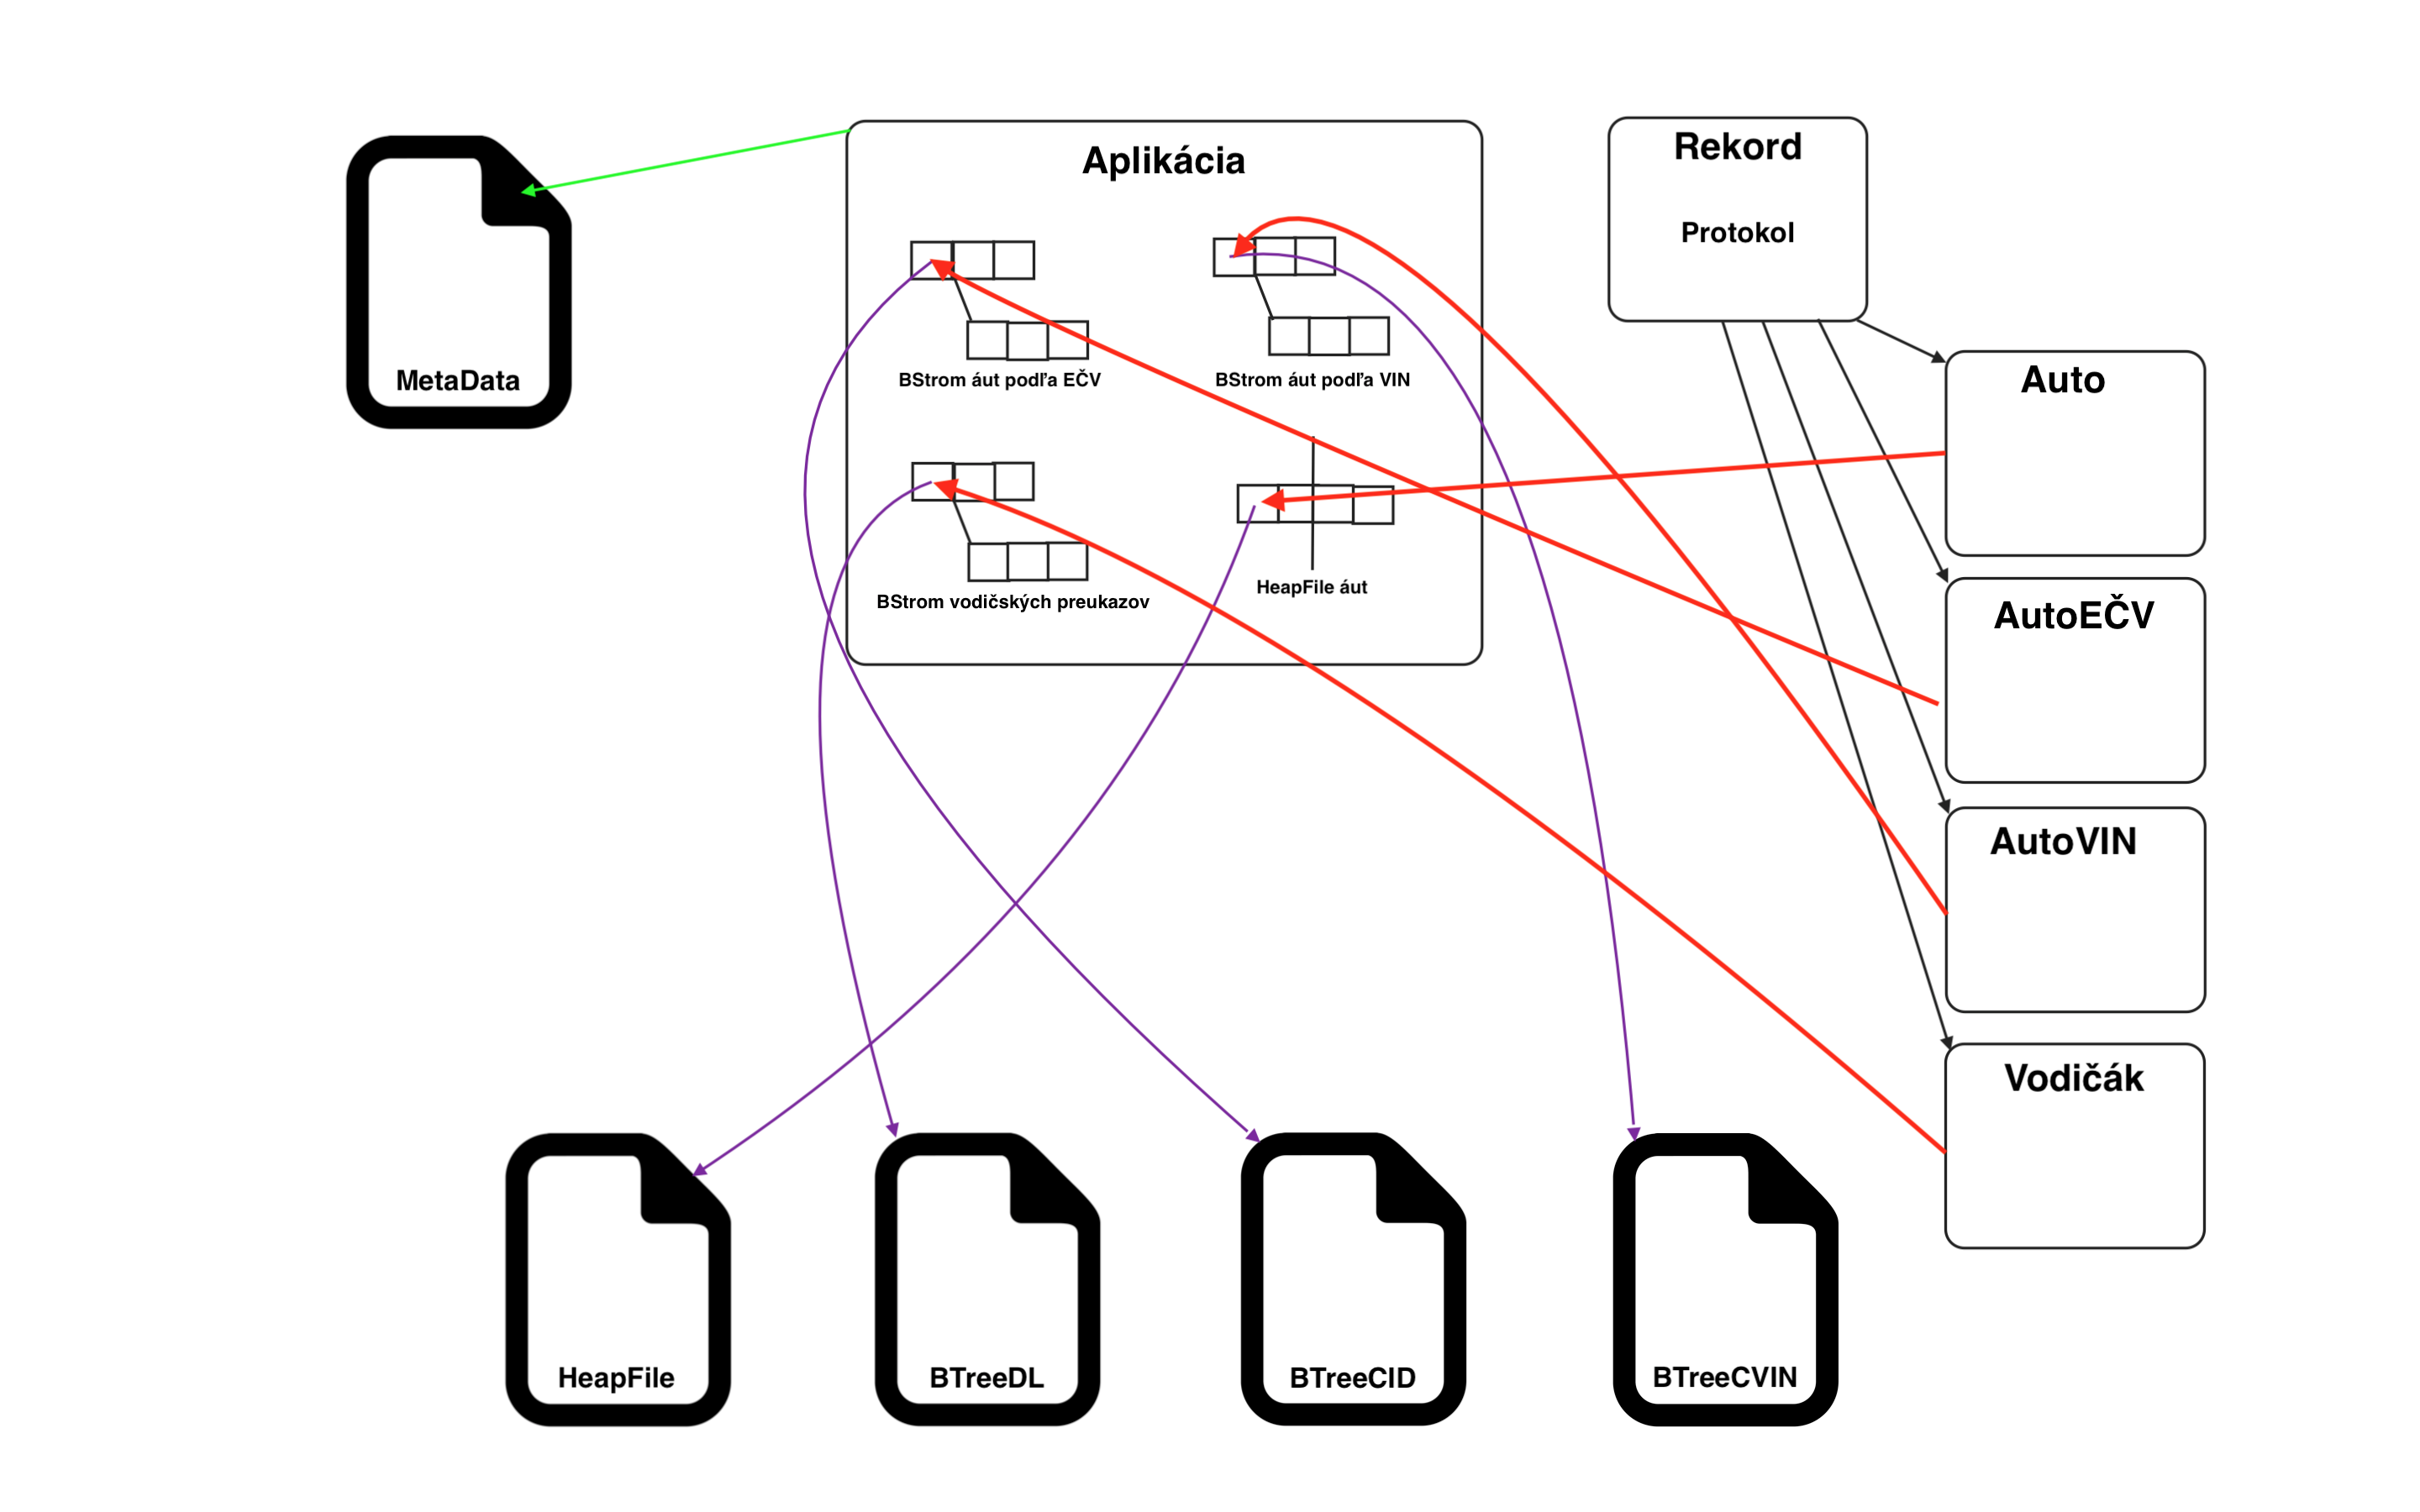 Aplikácia
Rekord
Protokol
MetaData
BStrom áut podľa EČV
BStrom áut podľa VIN
Auto
BStrom vodičských preukazov
HeapFile áut
AutoEČV
AutoVIN
Vodičák
HeapFile
BTreeDL
BTreeCID
BTreeCVIN